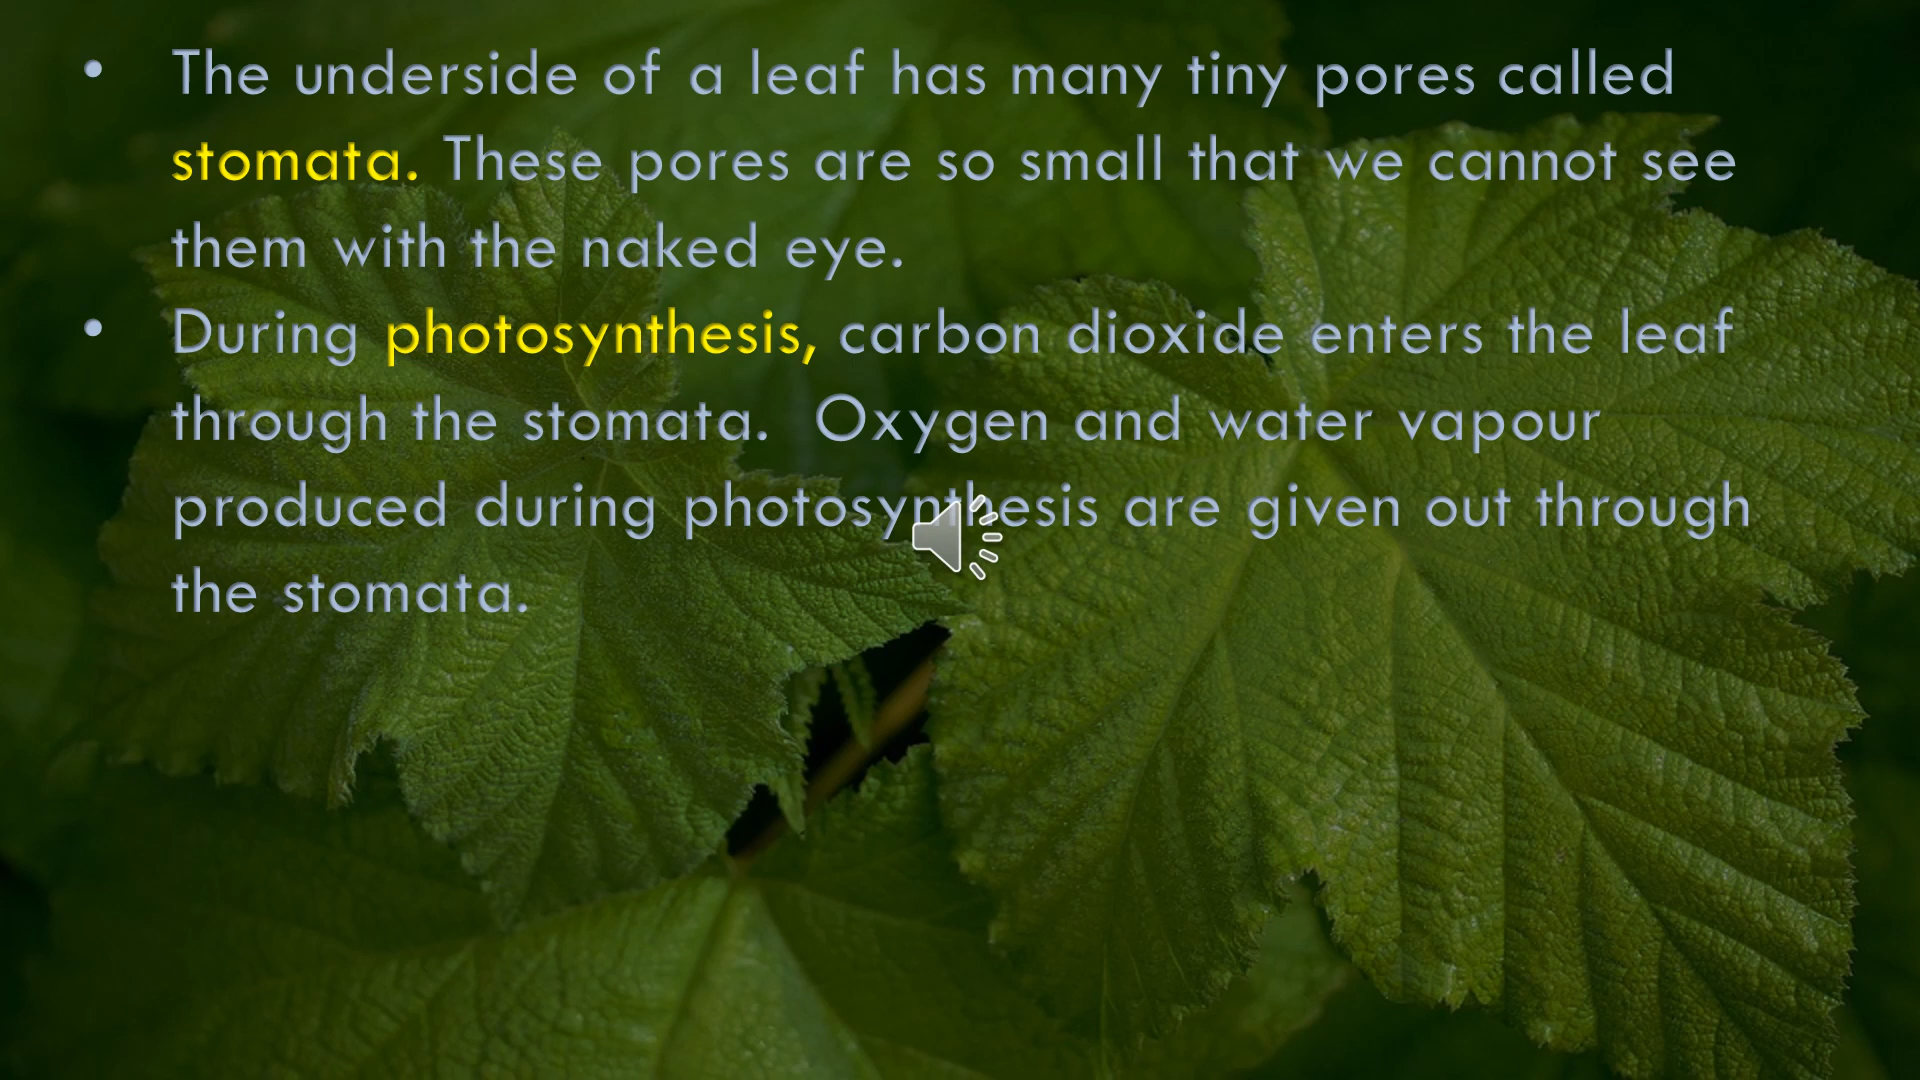 • The underside of a leaf has many tiny pores called
stomata. These pores are so small that we cannot see
them with the naked eye.
• During photosynthesis, carbon dioxide enters the leaf
through the stomata.  Oxygen and water vapour
produced during photosynthesis are given out through
the stomata.